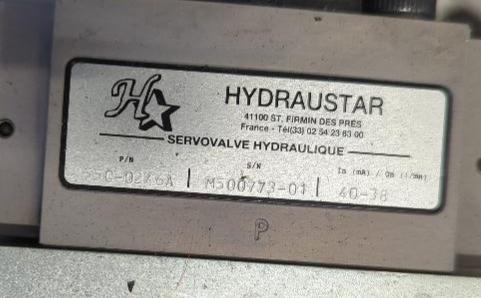 HYDRAUSTAR
41100 ST. FIRMIN DES PRES
France - Tél(33) 02 54 23 63 00
SERVOVALVE HYDRAULIQUE
P/N S/N In (mA) / Qn (l/mn)
M500773-01 40-38
P